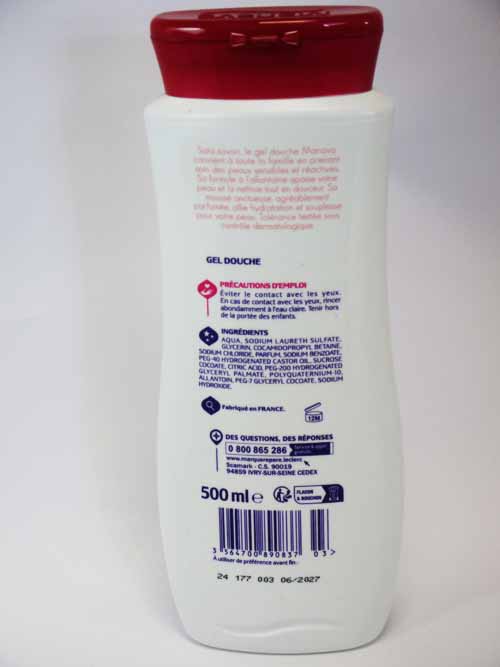 Sans savon, le gel douche Manava
convient à toute la famille en prenant
soin des peaux sensibles et réactives.
Sa formule à l'allantoïne apaise votre
peau et la nettoie tout en douceur. Sa
mousse onctueuse, agréablement
parfumée, allie hydratation et souplesse
pour votre peau. Tolérance testée sous
contrôle dermatologique
GEL DOUCHE
PRÉCAUTIONS D'EMPLOI
Éviter le contact avec les yeux.
En cas de contact avec les yeux, rincer
abondamment à l'eau claire. Tenir hors
de la portée des enfants.
INGRÉDIENTS
AQUA, SODIUM LAURETH SULFATE,
GLYCERIN, COCAMIDOPROPYL BETAINE,
SODIUM CHLORIDE, PARFUM, SODIUM BENZOATE,
PEG-40 HYDROGENATED CASTOR OIL, SUCROSE
COCOATE, CITRIC ACID, PEG-200 HYDROGENATED
GLYCERYL PALMATE, POLYQUATERNIUM-10,
ALLANTOIN, PEG-7 GLYCERYL COCOATE, SODIUM
HYDROXIDE.
Fabriqué en FRANCE.
12M
DES QUESTIONS, DES RÉPONSES
0 800 865 286 Service & appel gratuits
www.marquerepere.leclerc
Scamark - C.S. 90019
94859 IVRY-SUR-SEINE CEDEX
500 ml e
FLACON
& BOUCHON
3 564700 890837 03>
À utiliser de préférence avant fin :
24 177 003 06/2027